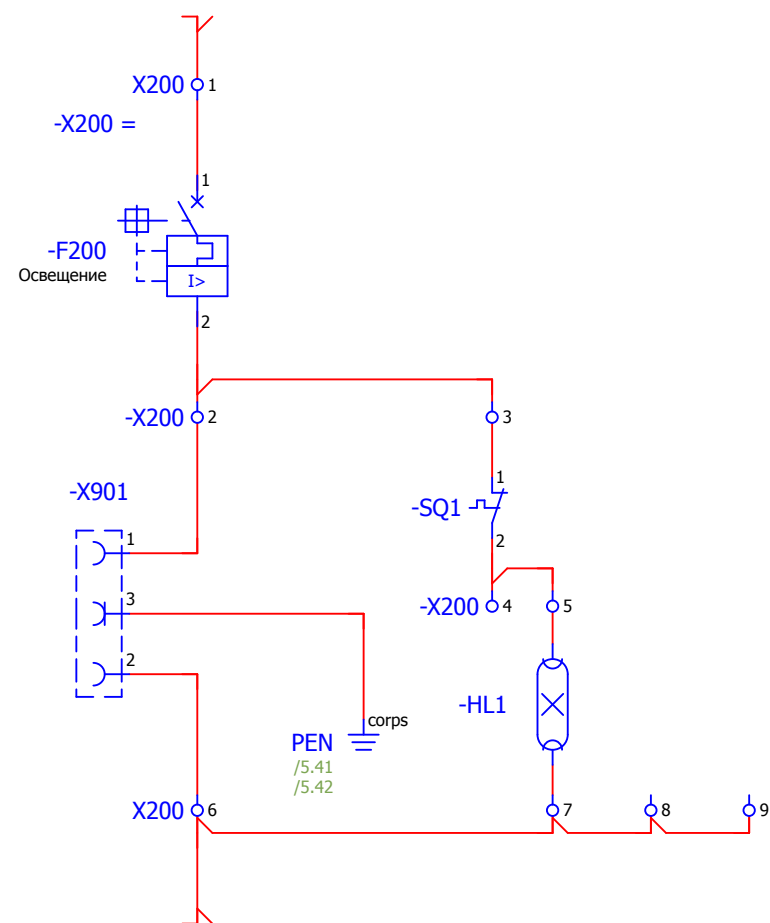 X200 1
-X200 =
1
-F200
Освещение
I>
2
-X200 2
3
-X901
1
-SQ1
2
1
3
2
-X200 4 5
-HL1
corps
PEN
/5.41
/5.42
X200 6
7
8
9